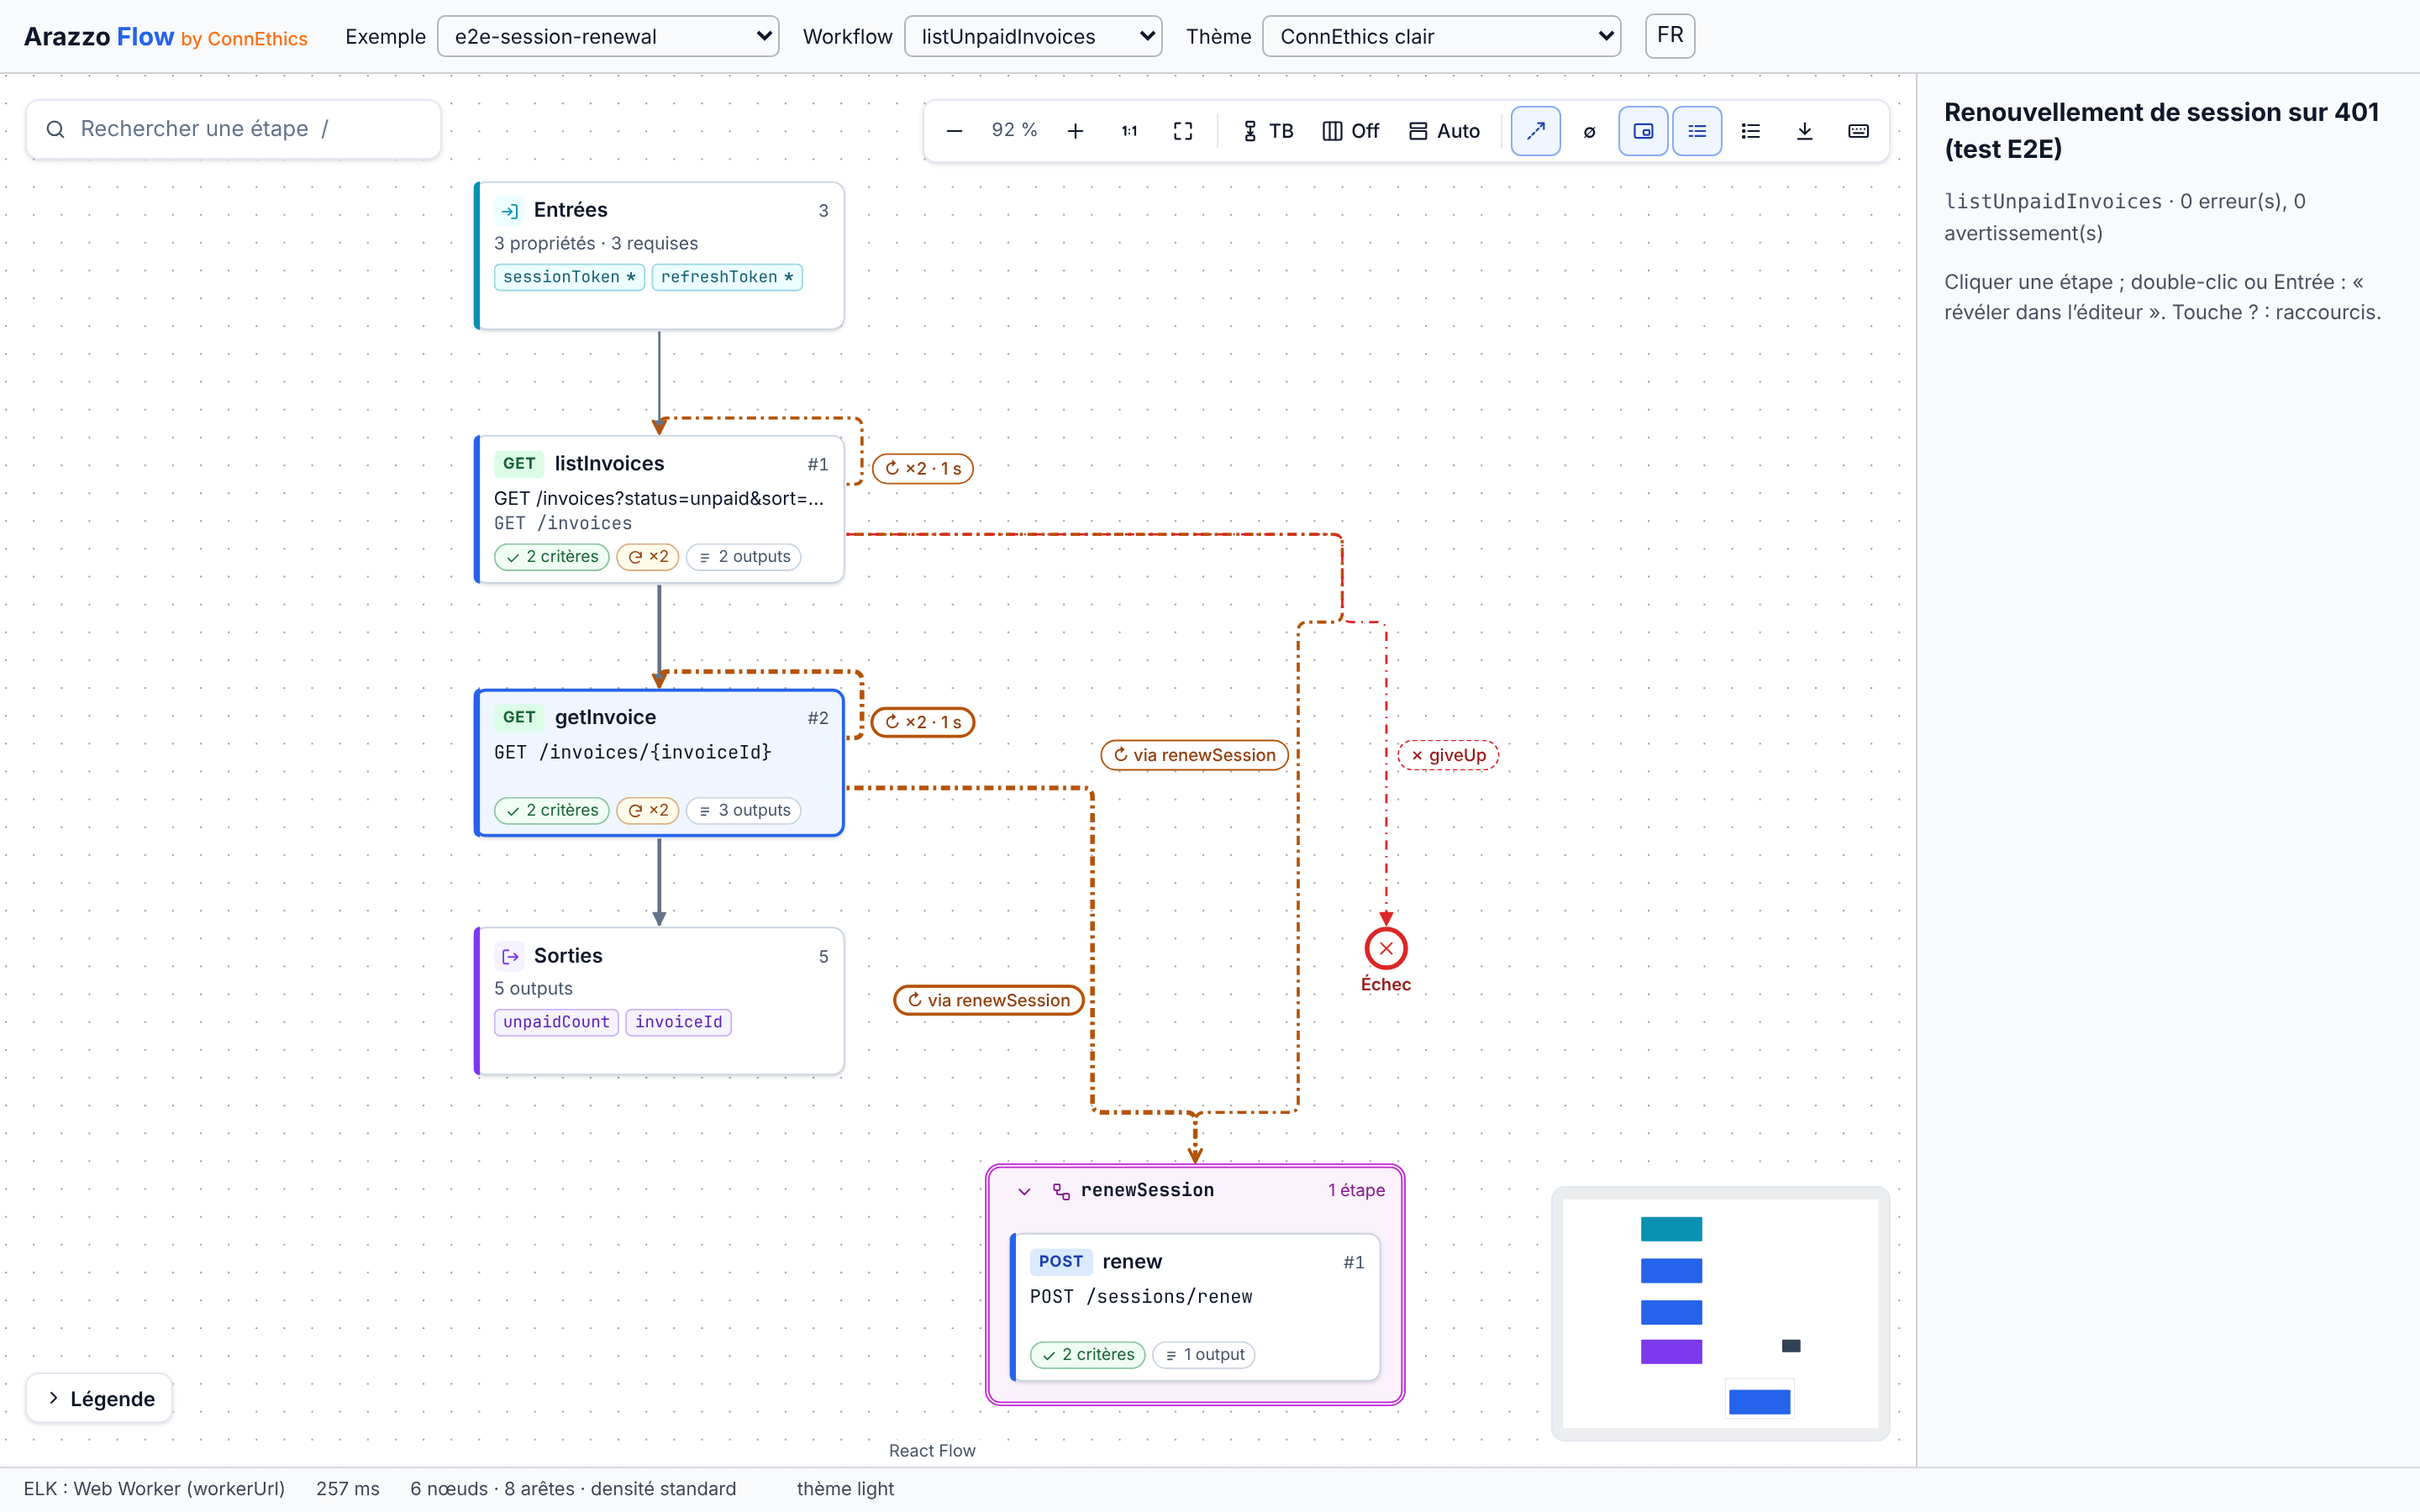 Arazzo Flow by ConnEthics
Exemple
e2e-session-renewal
Workflow
listUnpaidInvoices
Thème
ConnEthics clair
FR
Rechercher une étape /
92 %
1:1
TB
Off
Auto
Entrées
3
3 propriétés · 3 requises
sessionToken *
refreshToken *
GET listInvoices #1
GET /invoices?status=unpaid&sort=...
GET /invoices
2 critères
×2
2 outputs
×2 · 1 s
GET getInvoice #2
GET /invoices/{invoiceId}
2 critères
×2
3 outputs
×2 · 1 s
via renewSession
giveUp
Échec
Sorties
5
5 outputs
unpaidCount
invoiceId
via renewSession
renewSession
1 étape
POST renew #1
POST /sessions/renew
2 critères
1 output
Légende
React Flow
Renouvellement de session sur 401
(test E2E)
listUnpaidInvoices · 0 erreur(s), 0
avertissement(s)
Cliquer une étape ; double-clic ou Entrée : «
révéler dans l’éditeur ». Touche ? : raccourcis.
ELK : Web Worker (workerUrl)
257 ms
6 nœuds · 8 arêtes · densité standard
thème light